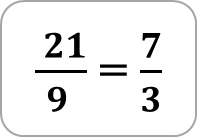 21/9 = 7/3